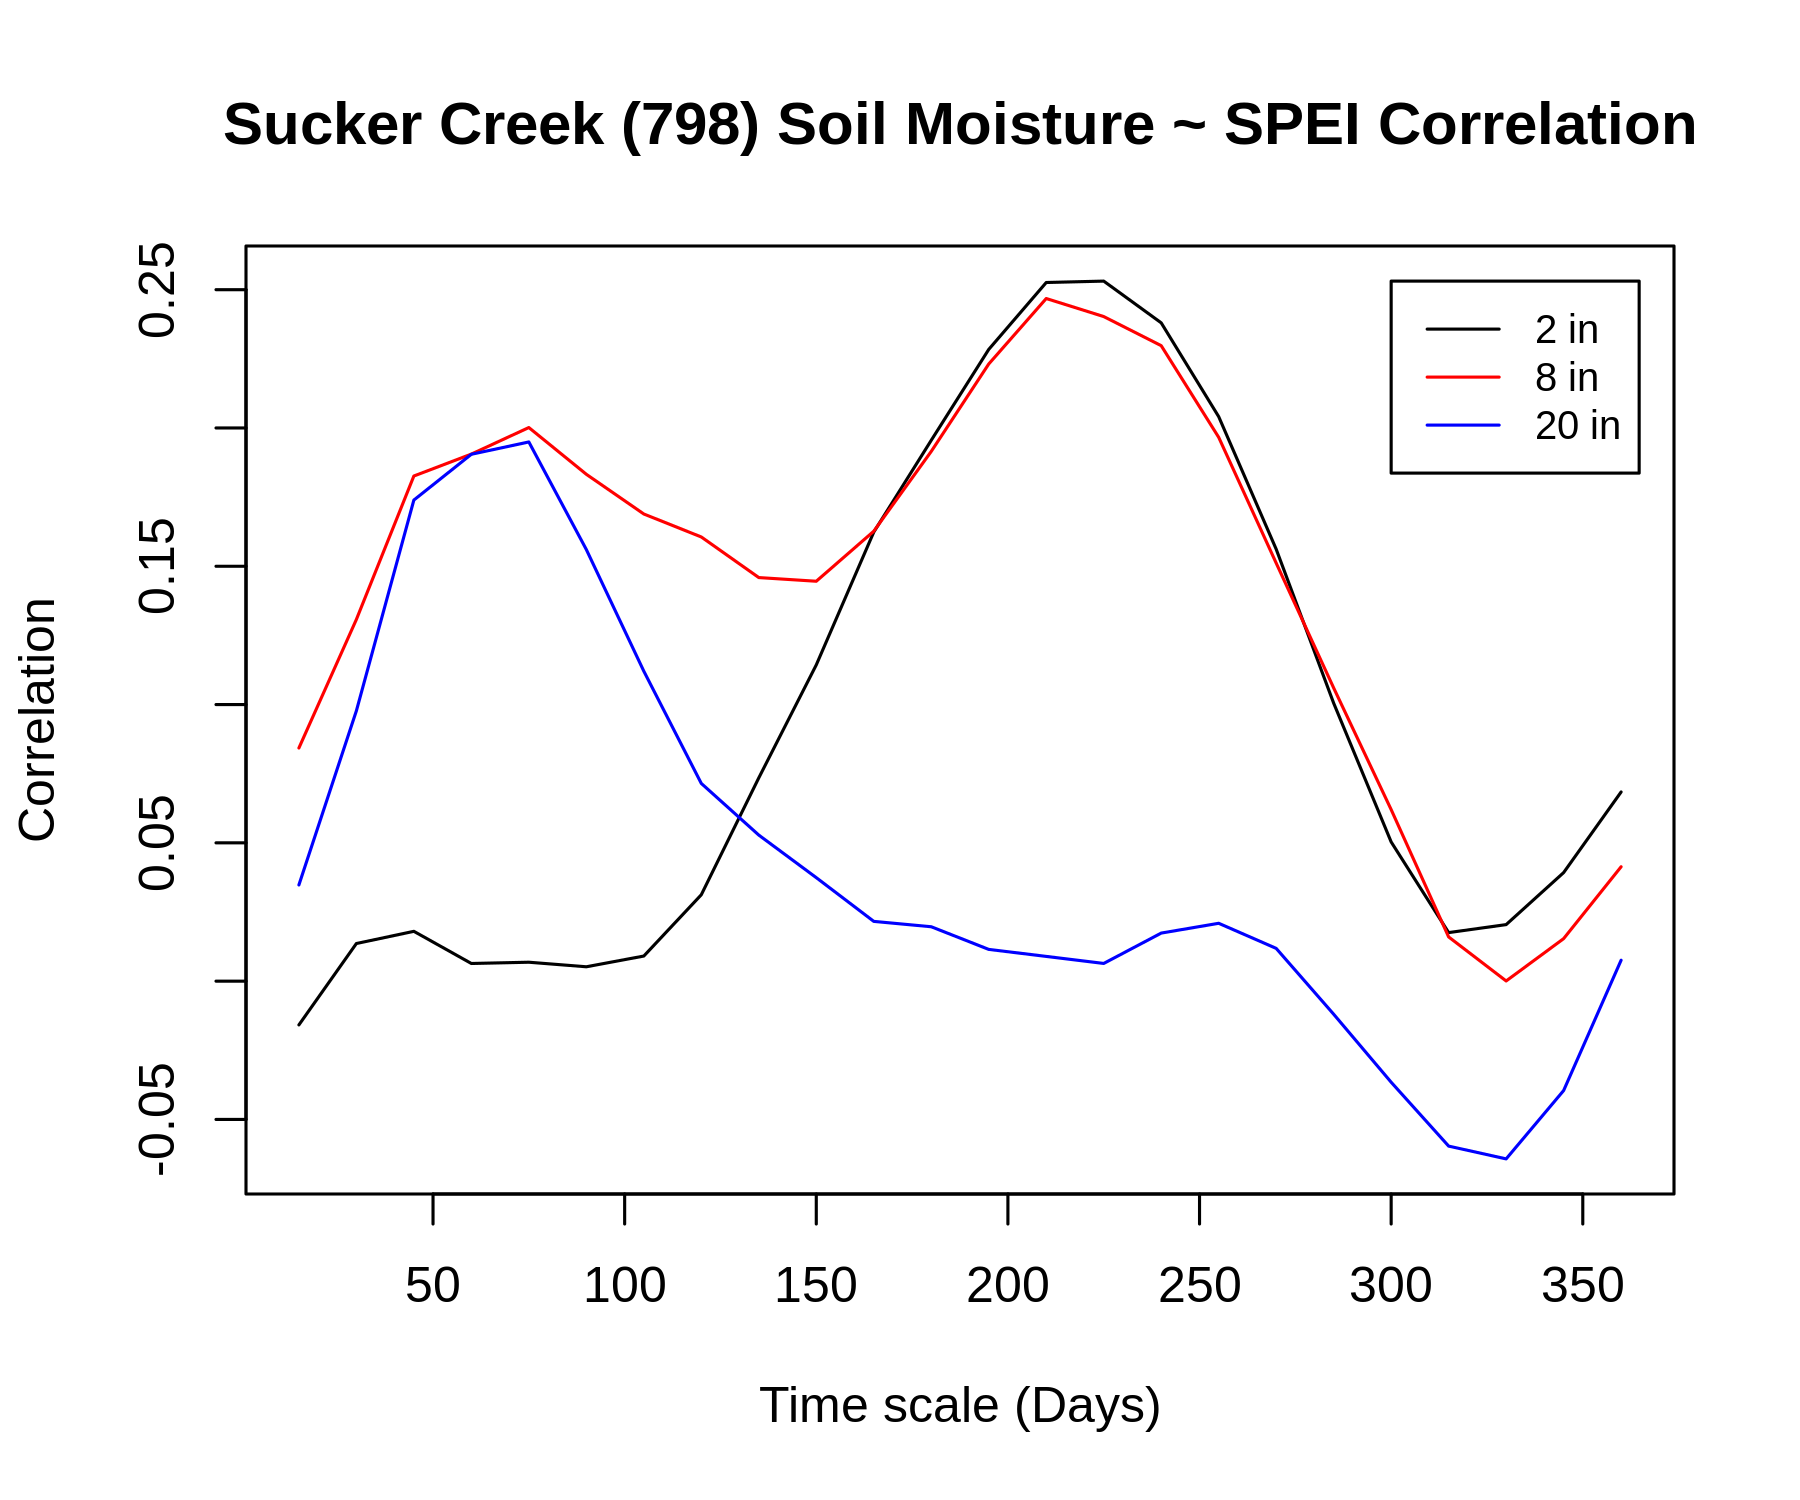 Sucker Creek (798) Soil Moisture ~ SPEI Correlation
0.25
0.15
0.05
-0.05
Correlation
2 in
8 in
20 in
50 100 150 200 250 300 350
Time scale (Days)